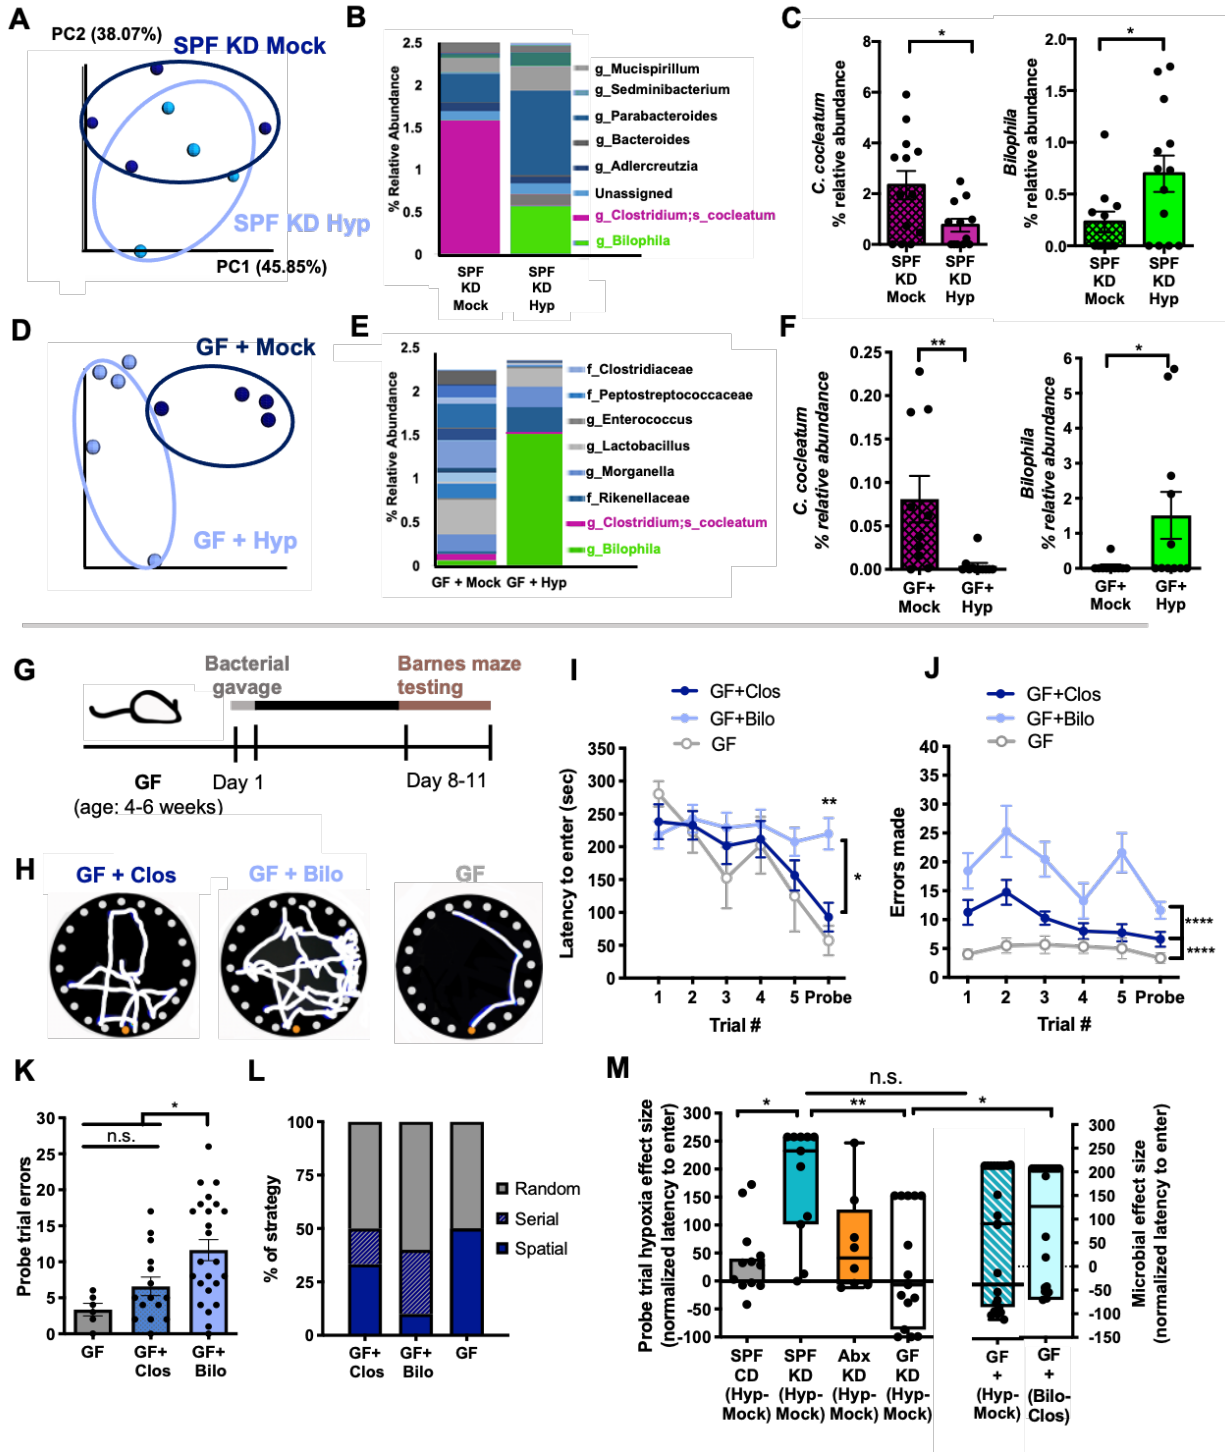 A
PC2 (38.07%)
SPF KD Mock
SPF KD Hyp
PC1 (45.85%)
B
% Relative Abundance
2.5
2
1.5
1
0.5
0
g_Mucispirillum
g_Sedminibacterium
g_Parabacteroides
g_Bacteroides
g_Adlercreutzia
Unassigned
g_Clostridium;s_cocleatum
g_Bilophila
SPF
KD
Mock
SPF
KD
Hyp
C
C. cocleatum
% relative abundance
8
6
4
2
0
*
SPF
KD
Mock
SPF
KD
Hyp
Bilophila
% relative abundance
2.0
1.5
1.0
0.5
0.0
*
SPF
KD
Mock
SPF
KD
Hyp
D
GF + Mock
GF + Hyp
E
% Relative Abundance
2.5
2
1.5
1
0.5
0
f_Clostridiaceae
f_Peptostreptococcaceae
g_Enterococcus
g_Lactobacillus
g_Morganella
f_Rikenellaceae
g_Clostridium;s_cocleatum
g_Bilophila
GF + Mock GF + Hyp
F
C. cocleatum
% relative abundance
0.25
0.20
0.15
0.10
0.05
0.00
**
GF+
Mock
GF+
Hyp
Bilophila
% relative abundance
6
5
4
3
2
1
0
*
GF+
Mock
GF+
Hyp
G
Bacterial
gavage
Barnes maze
testing
GF
(age: 4-6 weeks)
Day 1
Day 8-11
H
GF + Clos
GF + Bilo
GF
I
GF+Clos
GF+Bilo
GF
Latency to enter (sec)
350
300
250
200
150
100
50
0
**
*
1 2 3 4 5 Probe
Trial #
J
GF+Clos
GF+Bilo
GF
Errors made
40
35
30
25
20
15
10
5
0
****
****
1 2 3 4 5 Probe
Trial #
K
Probe trial errors
30
25
20
15
10
5
0
n.s.
*
GF
GF+
Clos
GF+
Bilo
L
% of strategy
100
75
50
25
0
Random
Serial
Spatial
GF+
Clos
GF+
Bilo
GF
M
Probe trial hypoxia effect size
(normalized latency to enter)
300
250
200
150
100
50
0
-50
-100
n.s.
*
**
*
SPF
CD
(Hyp-
Mock)
SPF
KD
(Hyp-
Mock)
Abx
KD
(Hyp-
Mock)
GF
KD
(Hyp-
Mock)
GF
+
(Hyp-
Mock)
GF
+
(Bilo-
Clos)
300
250
200
150
100
50
0
-50
-100
-150
Microbial effect size
(normalized latency to enter)